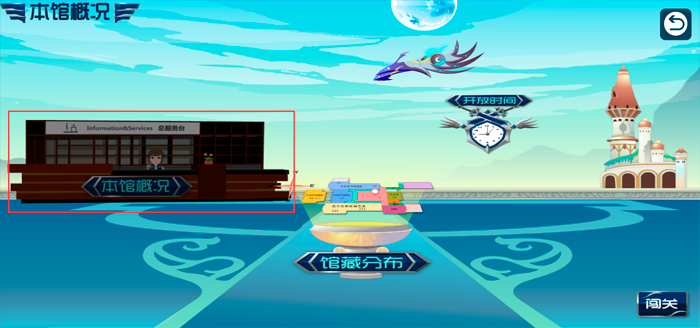 本馆概况
开放时间
Information&Services 总服务台
本馆概况
馆藏分布
闯关